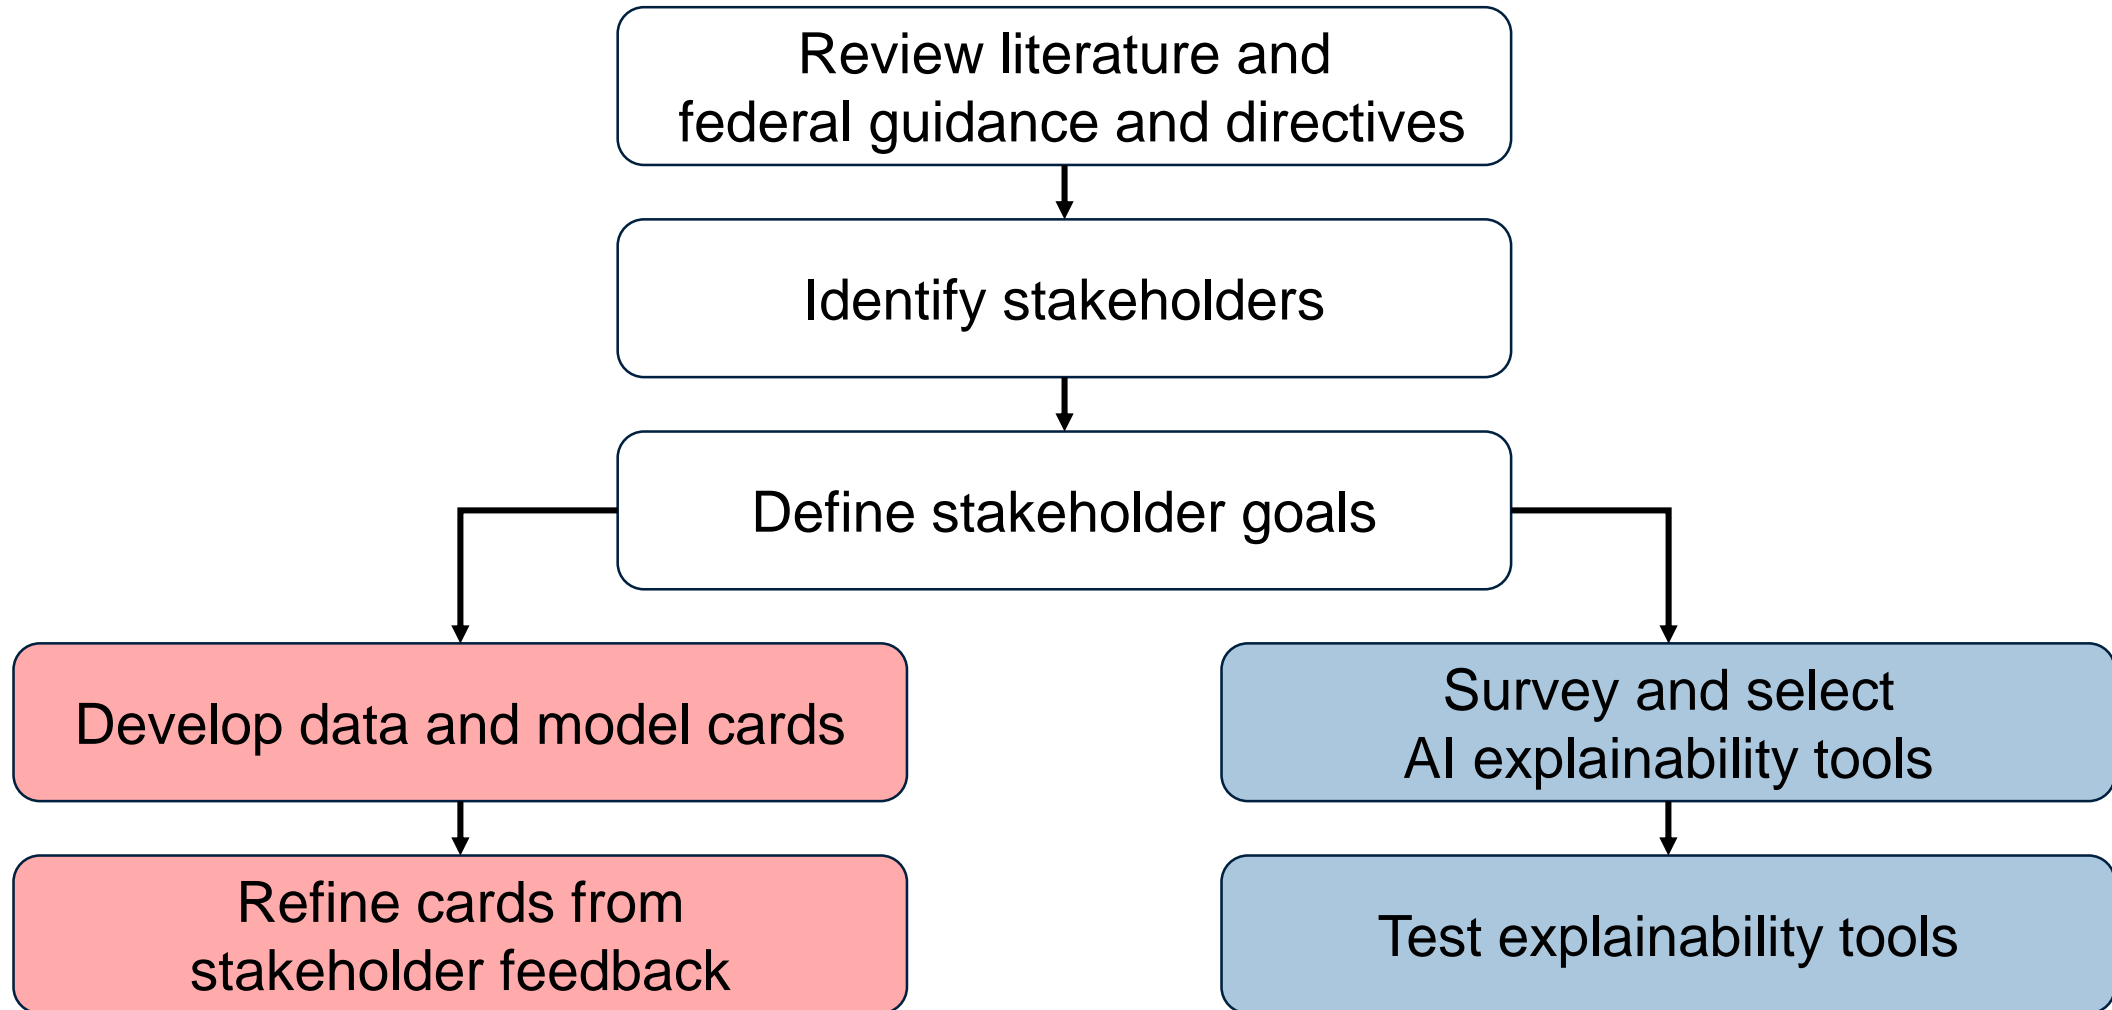 Review literature and
federal guidance and directives
Identify stakeholders
Define stakeholder goals
Develop data and model cards
Survey and select
AI explainability tools
Refine cards from
stakeholder feedback
Test explainability tools